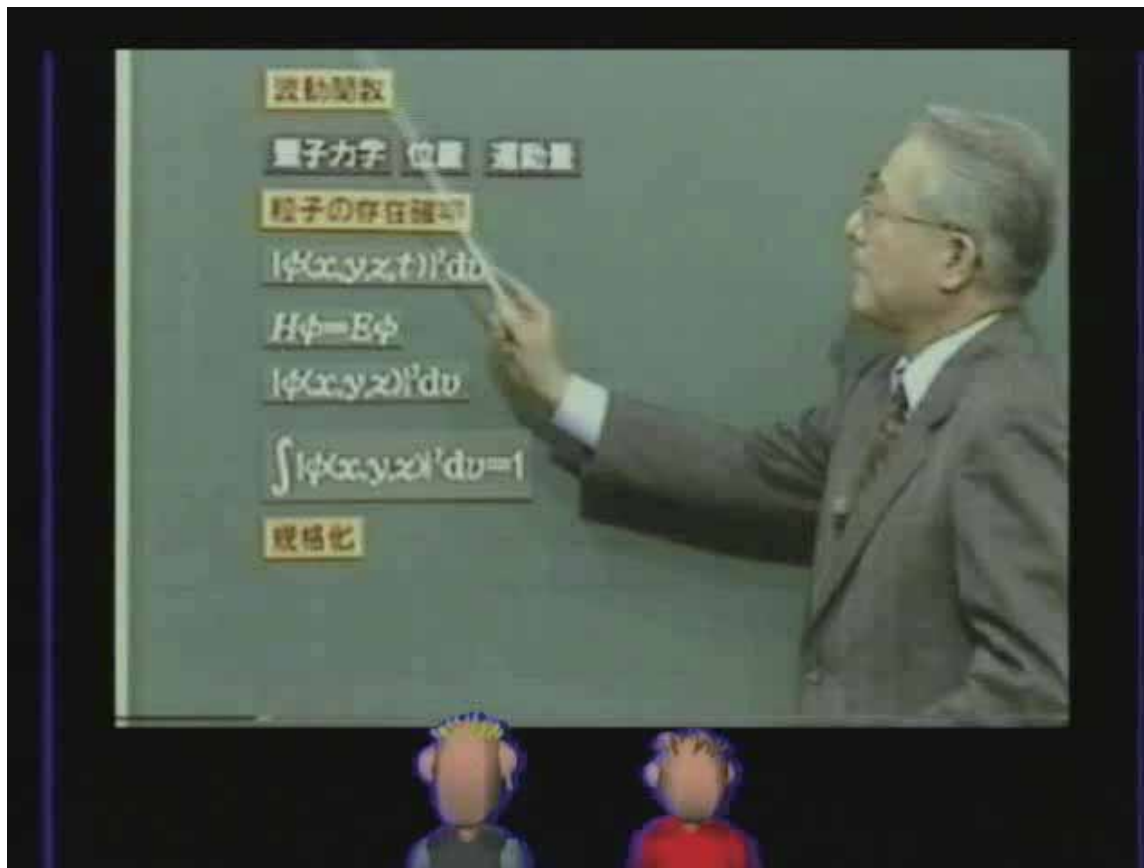 波動関数
量子力学 位置 運動量
粒子の存在確率
|φ(x,y,z,t)|²dv
Hφ=Eφ
|φ(x,y,z)|²dv
∫|φ(x,y,z)|²dv=1
規格化